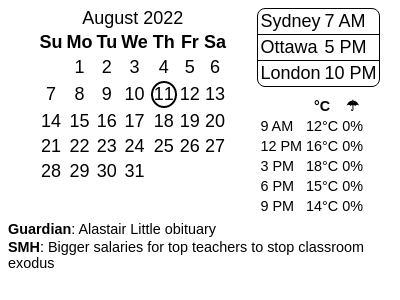 August 2022
Su Mo Tu We Th Fr Sa
1 2 3 4 5 6
7 8 9 10 11 12 13
14 15 16 17 18 19 20
21 22 23 24 25 26 27
28 29 30 31
Sydney 7 AM
Ottawa 5 PM
London 10 PM
°C ☂
9 AM 12°C 0%
12 PM 16°C 0%
3 PM 18°C 0%
6 PM 15°C 0%
9 PM 14°C 0%
Guardian: Alastair Little obituary
SMH: Bigger salaries for top teachers to stop classroom
exodus